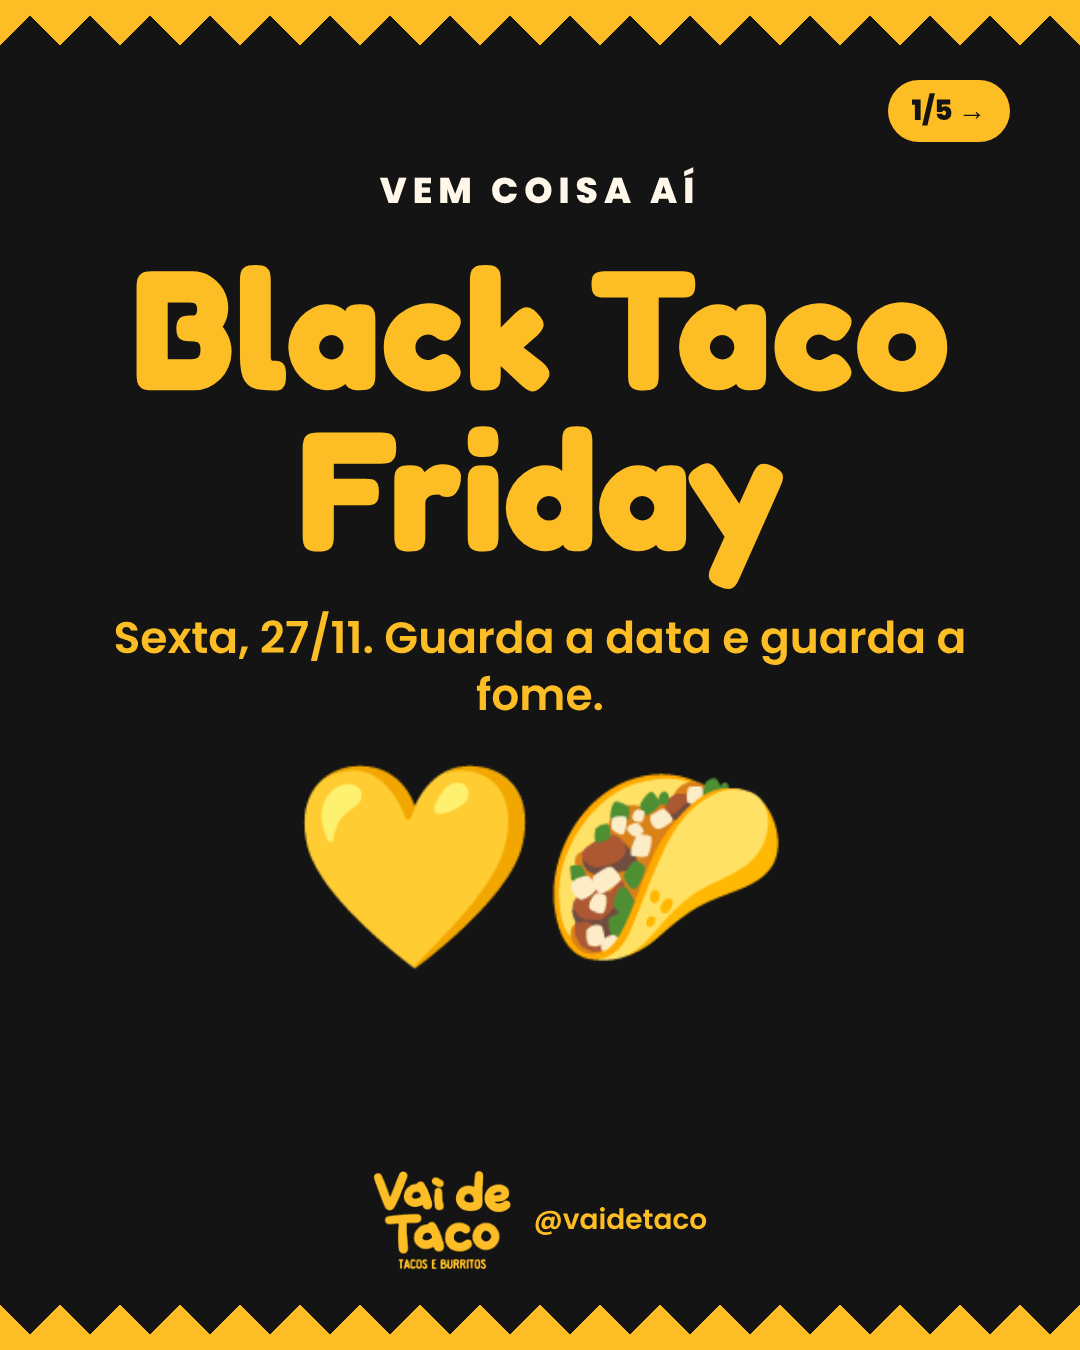 1/5 →
VEM COISA AÍ
Black Taco
Friday
Sexta, 27/11. Guarda a data e guarda a
fome.
Vai de
Taco
TACOS E BURRITOS
@vaidetaco